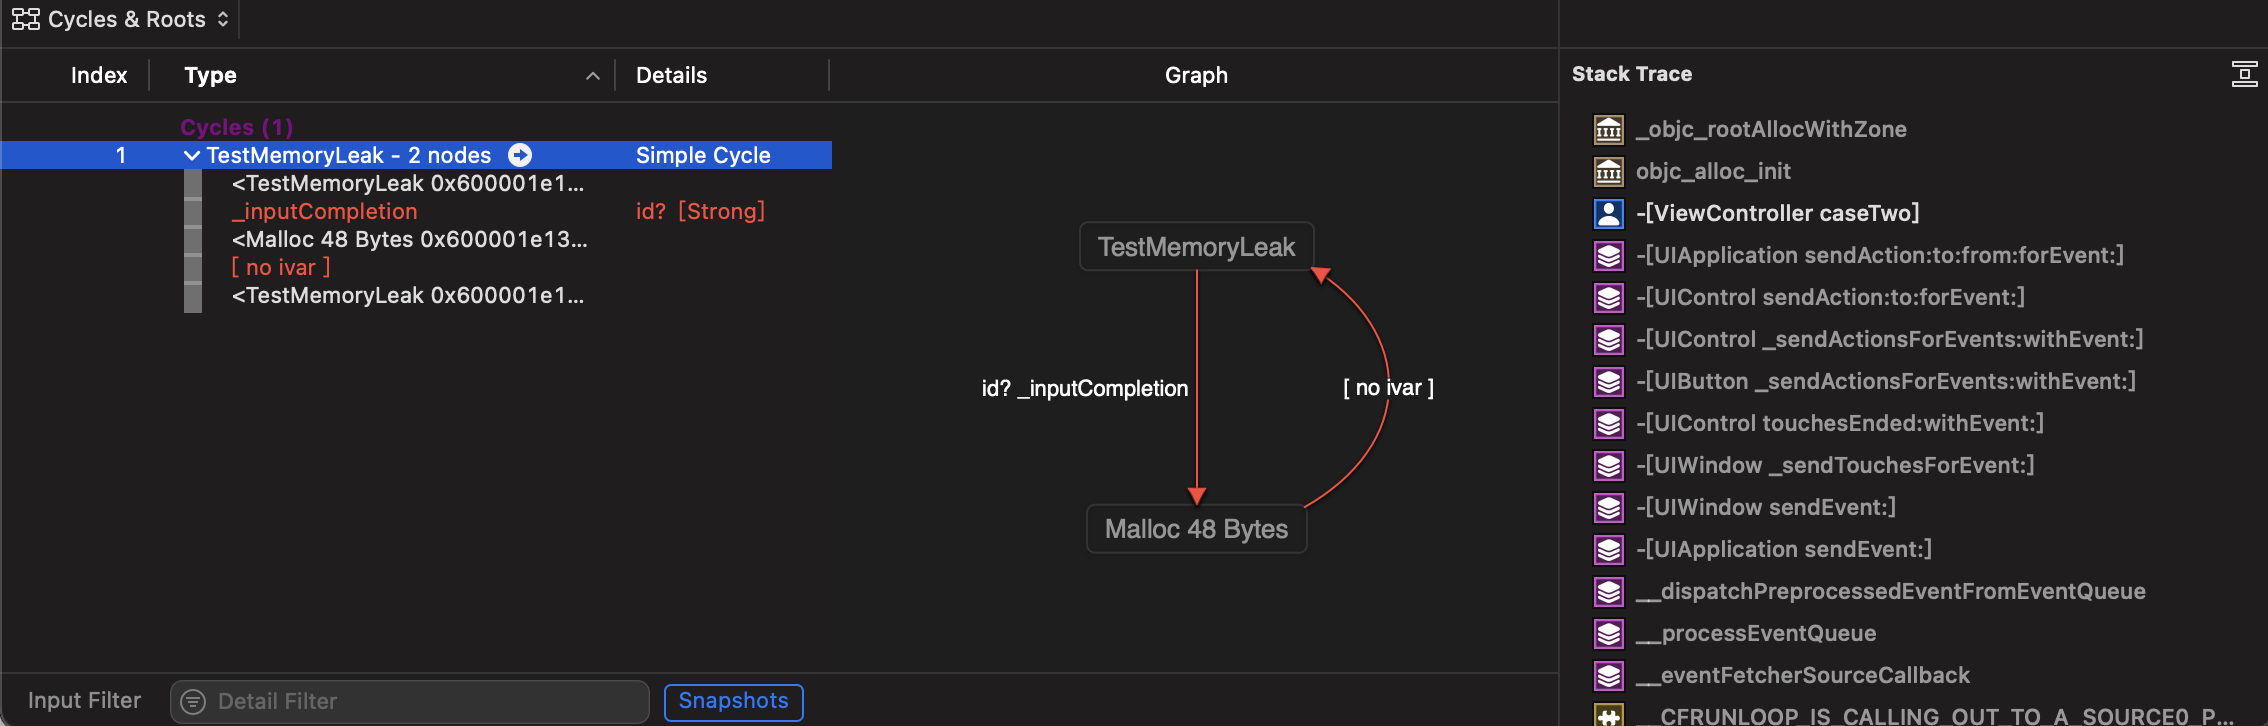 Cycles & Roots
Index Type Details Graph
Cycles (1)
1 TestMemoryLeak - 2 nodes Simple Cycle
<TestMemoryLeak 0x600001e1...
_inputCompletion id? [Strong]
<Malloc 48 Bytes 0x600001e13...
[ no ivar ]
<TestMemoryLeak 0x600001e1...
TestMemoryLeak
id? _inputCompletion
[ no ivar ]
Malloc 48 Bytes
Input Filter
Detail Filter
Snapshots
Stack Trace
_objc_rootAllocWithZone
objc_alloc_init
-[ViewController caseTwo]
-[UIApplication sendAction:to:from:forEvent:]
-[UIControl sendAction:to:forEvent:]
-[UIControl _sendActionsForEvents:withEvent:]
-[UIButton _sendActionsForEvents:withEvent:]
-[UIControl touchesEnded:withEvent:]
-[UIWindow _sendTouchesForEvent:]
-[UIWindow sendEvent:]
-[UIApplication sendEvent:]
__dispatchPreprocessedEventFromEventQueue
__processEventQueue
__eventFetcherSourceCallback
__CFRUNLOOP_IS_CALLING_OUT_TO_A_SOURCE0_P...